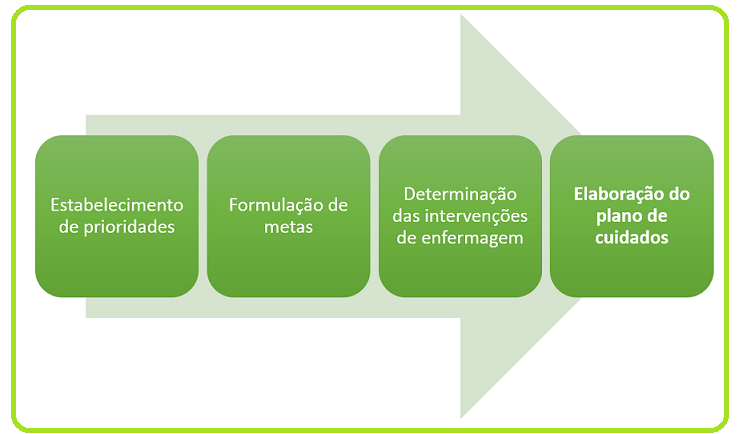 Estabelecimento
de prioridades
Formulação de
metas
Determinação
das intervenções
de enfermagem
Elaboração do
plano de
cuidados